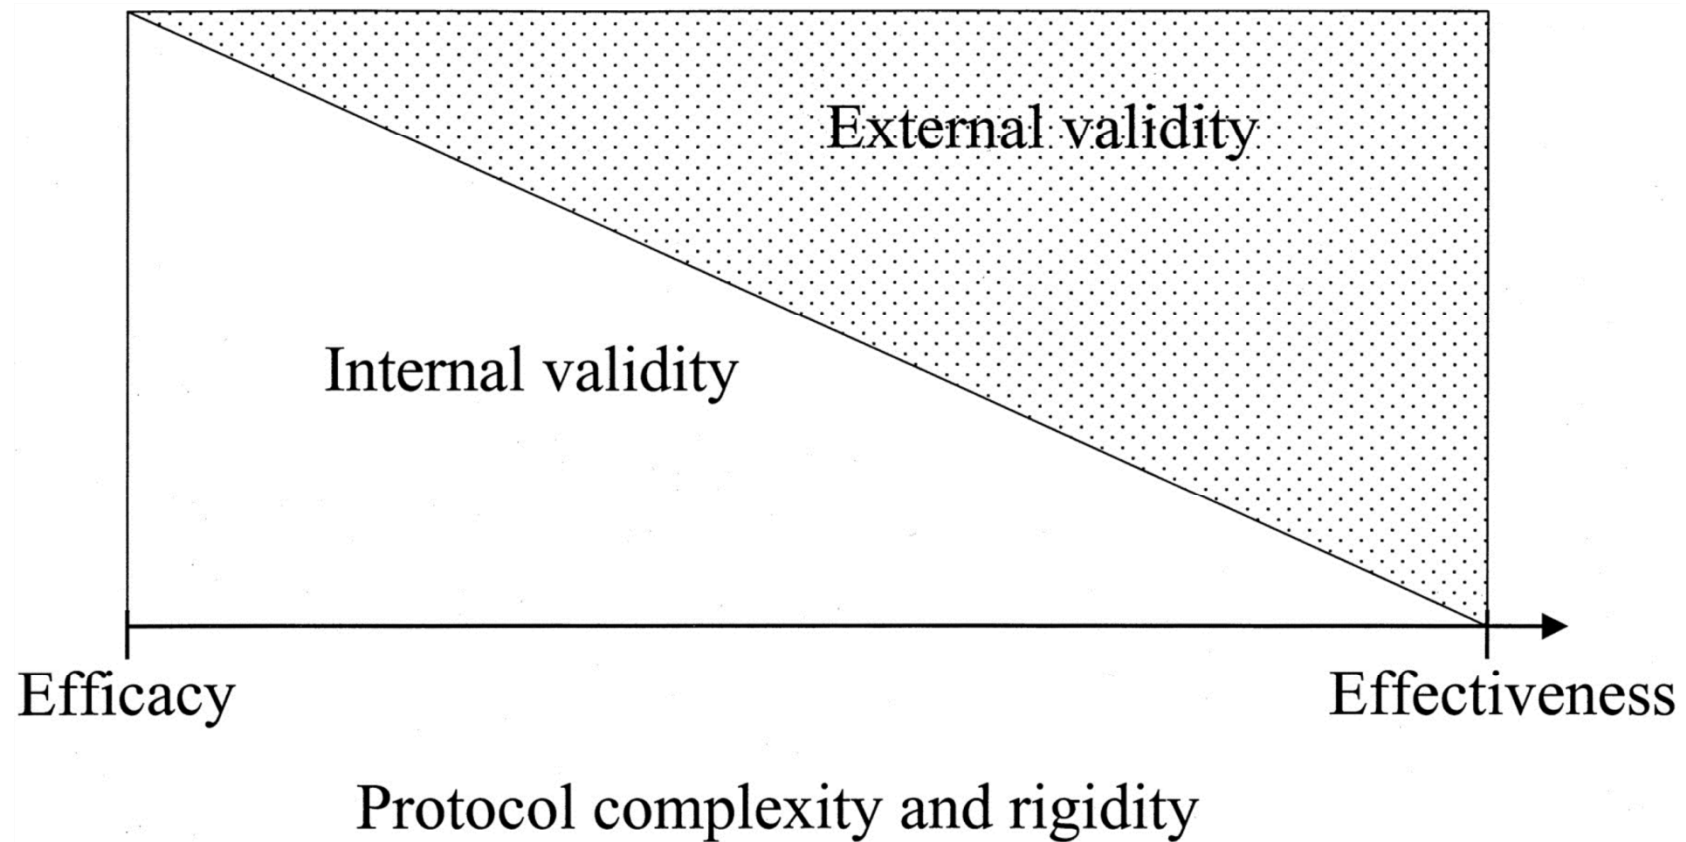 External validity
Internal validity
Efficacy
Effectiveness
Protocol complexity and rigidity